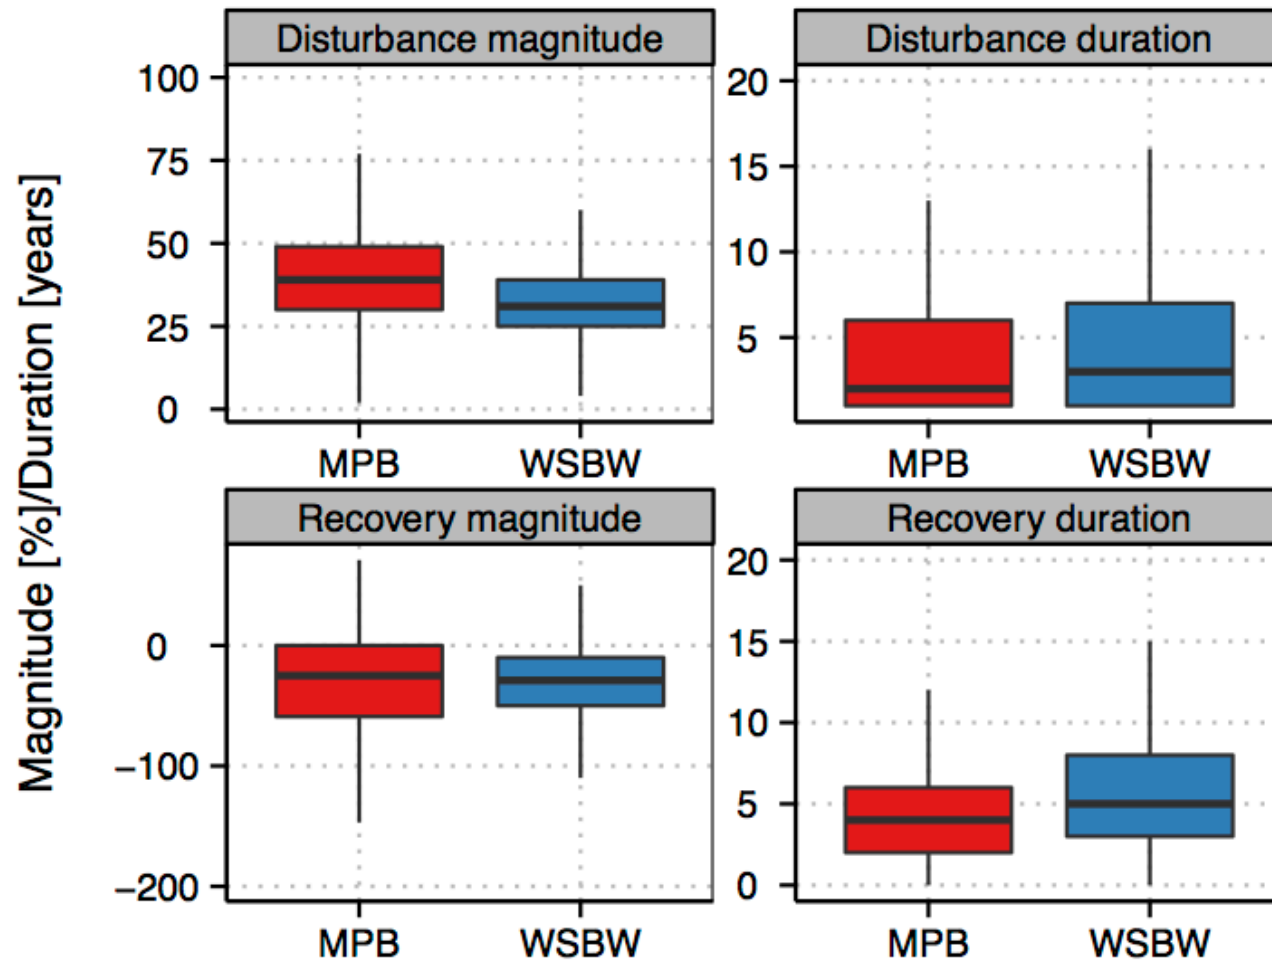 Magnitude [%]/Duration [years]
Disturbance magnitude
100
75
50
25
0
MPB WSBW
Disturbance duration
20
15
10
5
MPB WSBW
Recovery magnitude
0
−100
−200
MPB WSBW
Recovery duration
20
15
10
5
0
MPB WSBW